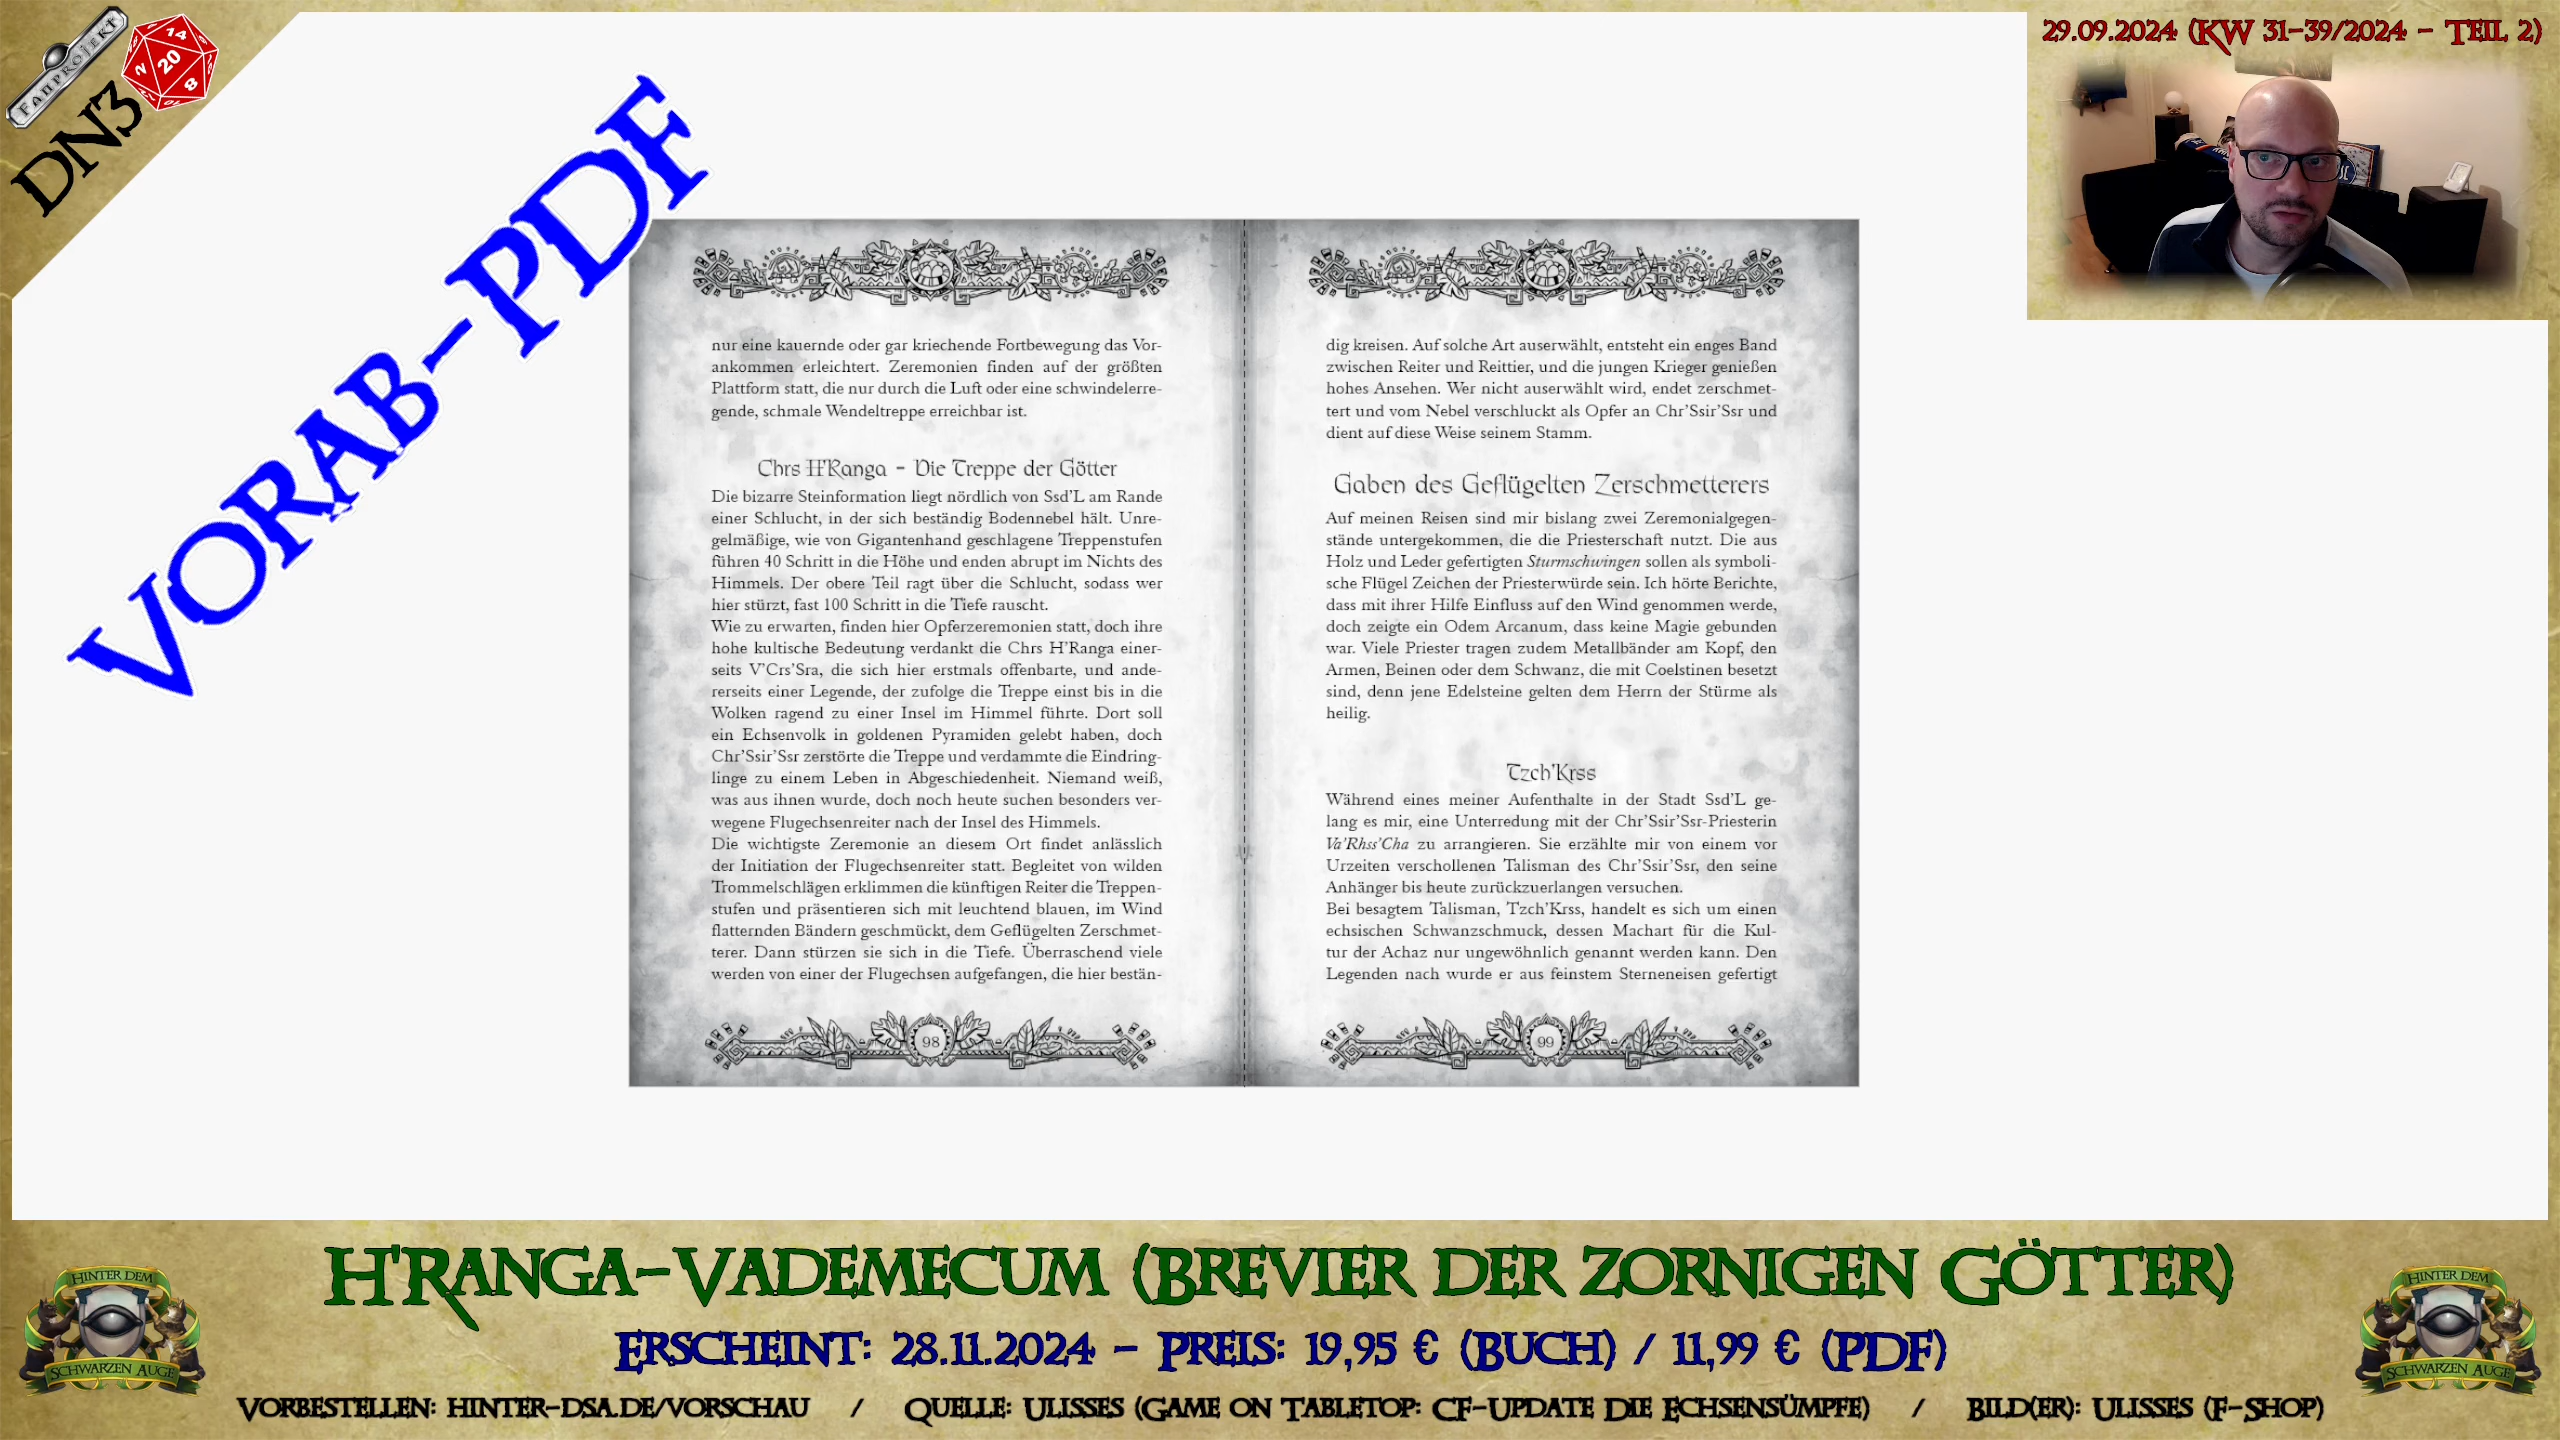 FANPROJEKT
14
20
2
8
DN3
29.09.2024 (KW 31-39/2024 - TEIL 2)
VORAB-PDF
nur eine kauernde oder gar kriechende Fortbewegung das Vor-
ankommen erleichtert. Zeremonien finden auf der größten
Plattform statt, die nur durch die Luft oder eine schwindelerre-
gende, schmale Wendeltreppe erreichbar ist.
Chrs H'Ranga - Die Treppe der Götter
Die bizarre Steinformation liegt nördlich von Ssd'L am Rande
einer Schlucht, in der sich beständig Bodennebel hält. Unre-
gelmäßige, wie von Gigantenhand geschlagene Treppenstufen
führen 40 Schritt in die Höhe und enden abrupt im Nichts des
Himmels. Der obere Teil ragt über die Schlucht, sodass wer
hier stürzt, fast 100 Schritt in die Tiefe rauscht.
Wie zu erwarten, finden hier Opferzeremonien statt, doch ihre
hohe kultische Bedeutung verdankt die Chrs H'Ranga einer-
seits V'Crs'Sra, die sich hier erstmals offenbarte, und ande-
rerseits einer Legende, der zufolge die Treppe einst bis in die
Wolken ragend zu einer Insel im Himmel führte. Dort soll
ein Echsenvolk in goldenen Pyramiden gelebt haben, doch
Chr'Ssir'Ssr zerstörte die Treppe und verdammte die Eindring-
linge zu einem Leben in Abgeschiedenheit. Niemand weiß,
was aus ihnen wurde, doch noch heute suchen besonders ver-
wegene Flugechsenreiter nach der Insel des Himmels.
Die wichtigste Zeremonie an diesem Ort findet anlässlich
der Initiation der Flugechsenreiter statt. Begleitet von wilden
Trommelschlägen erklimmen die künftigen Reiter die Treppen-
stufen und präsentieren sich mit leuchtend blauen, im Wind
flatternden Bändern geschmückt, dem Geflügelten Zerschmet-
terer. Dann stürzen sie sich in die Tiefe. Überraschend viele
werden von einer der Flugechsen aufgefangen, die hier bestän-
98
dig kreisen. Auf solche Art auserwählt, entsteht ein enges Band
zwischen Reiter und Reittier, und die jungen Krieger genießen
hohes Ansehen. Wer nicht auserwählt wird, endet zerschmet-
tert und vom Nebel verschluckt als Opfer an Chr'Ssir'Ssr und
dient auf diese Weise seinem Stamm.
Gaben des Geflügelten Zerschmetterers
Auf meinen Reisen sind mir bislang zwei Zeremonialgegen-
stände untergekommen, die die Priesterschaft nutzt. Die aus
Holz und Leder gefertigten Sturmschwingen sollen als symboli-
sche Flügel Zeichen der Priesterwürde sein. Ich hörte Berichte,
dass mit ihrer Hilfe Einfluss auf den Wind genommen werde,
doch zeigte ein Odem Arcanum, dass keine Magie gebunden
war. Viele Priester tragen zudem Metallbänder am Kopf, den
Armen, Beinen oder dem Schwanz, die mit Coelstinen besetzt
sind, denn jene Edelsteine gelten dem Herrn der Stürme als
heilig.
Tzch'Krss
Während eines meiner Aufenthalte in der Stadt Ssd'L ge-
lang es mir, eine Unterredung mit der Chr'Ssir'Ssr-Priesterin
Va'Rhss'Cha zu arrangieren. Sie erzählte mir von einem vor
Urzeiten verschollenen Talisman des Chr'Ssir'Ssr, den seine
Anhänger bis heute zurückzuerlangen versuchen.
Bei besagtem Talisman, Tzch'Krss, handelt es sich um einen
echsischen Schwanzschmuck, dessen Machart für die Kul-
tur der Achaz nur ungewöhnlich genannt werden kann. Den
Legenden nach wurde er aus feinstem Sterneneisen gefertigt
99
H'RANGA-VADEMECUM (BREVIER DER ZORNIGEN GÖTTER)
ERSCHEINT: 28.11.2024 - PREIS: 19,95 € (BUCH) / 11,99 € (PDF)
VORBESTELLEN: HINTER-DSA.DE/VORSCHAU / QUELLE: ULISSES (GAME ON TABLETOP: CF-UPDATE DIE ECHSENSÜMPFE) / BILD(ER): ULISSES (F-SHOP)
HINTER DEM
SCHWARZEN AUGE
HINTER DEM
SCHWARZEN AUGE